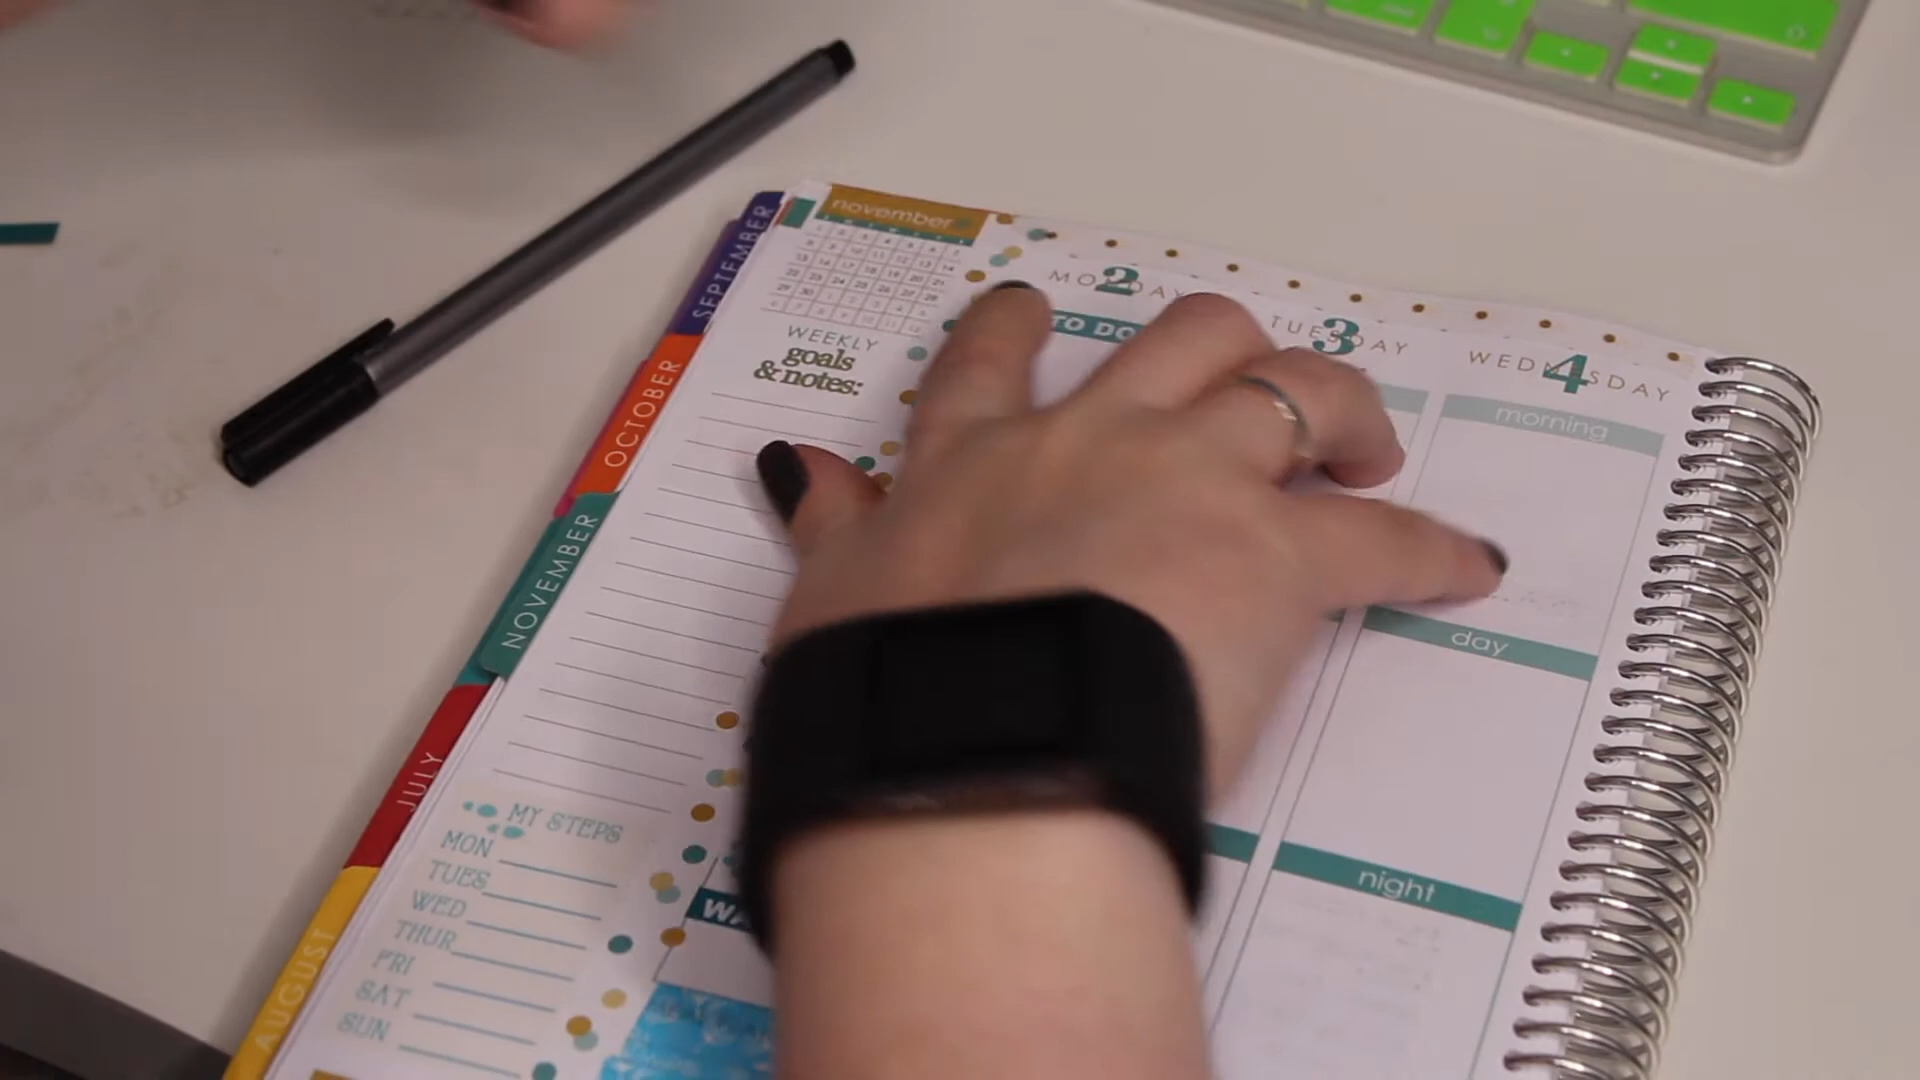 SEPTEMBER
OCTOBER
NOVEMBER
JULY
AUGUST
november
WEEKLY
goals
& notes:
MY STEPS
MON
TUES
WED
THUR
FRI
SAT
SUN
2
MONDAY
TO DO
3
TUESDAY
4
WEDNESDAY
morning
day
night